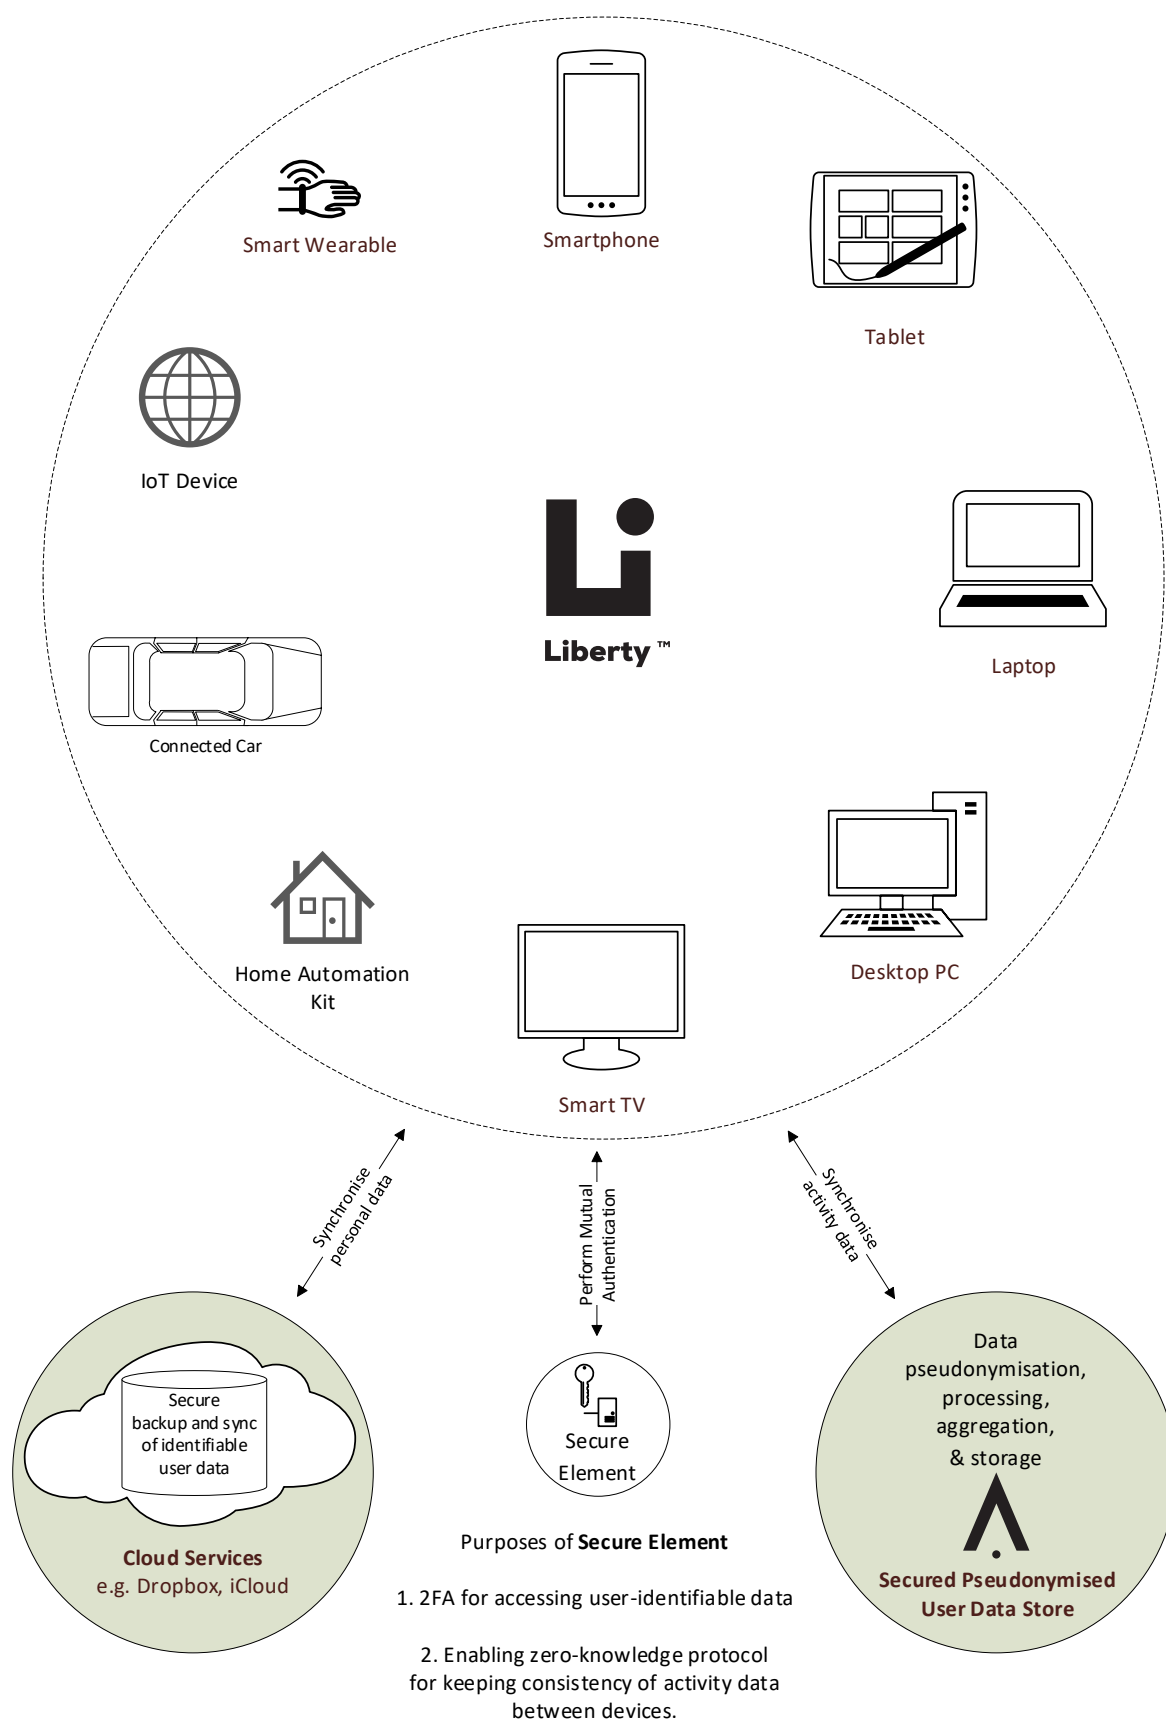 Smartphone
Smart Wearable
Tablet
IoT Device
Liberty ™
Laptop
Connected Car
Desktop PC
Home Automation
Kit
Smart TV
Synchronise
personal data
Perform Mutual
Authentication
Synchronise
activity data
Secure
backup and sync
of identifiable
user data
Cloud Services
e.g. Dropbox, iCloud
Secure
Element
Data
pseudonymisation,
processing,
aggregation,
& storage
Secured Pseudonymised
User Data Store
Purposes of Secure Element
1. 2FA for accessing user-identifiable data
2. Enabling zero-knowledge protocol
for keeping consistency of activity data
between devices.